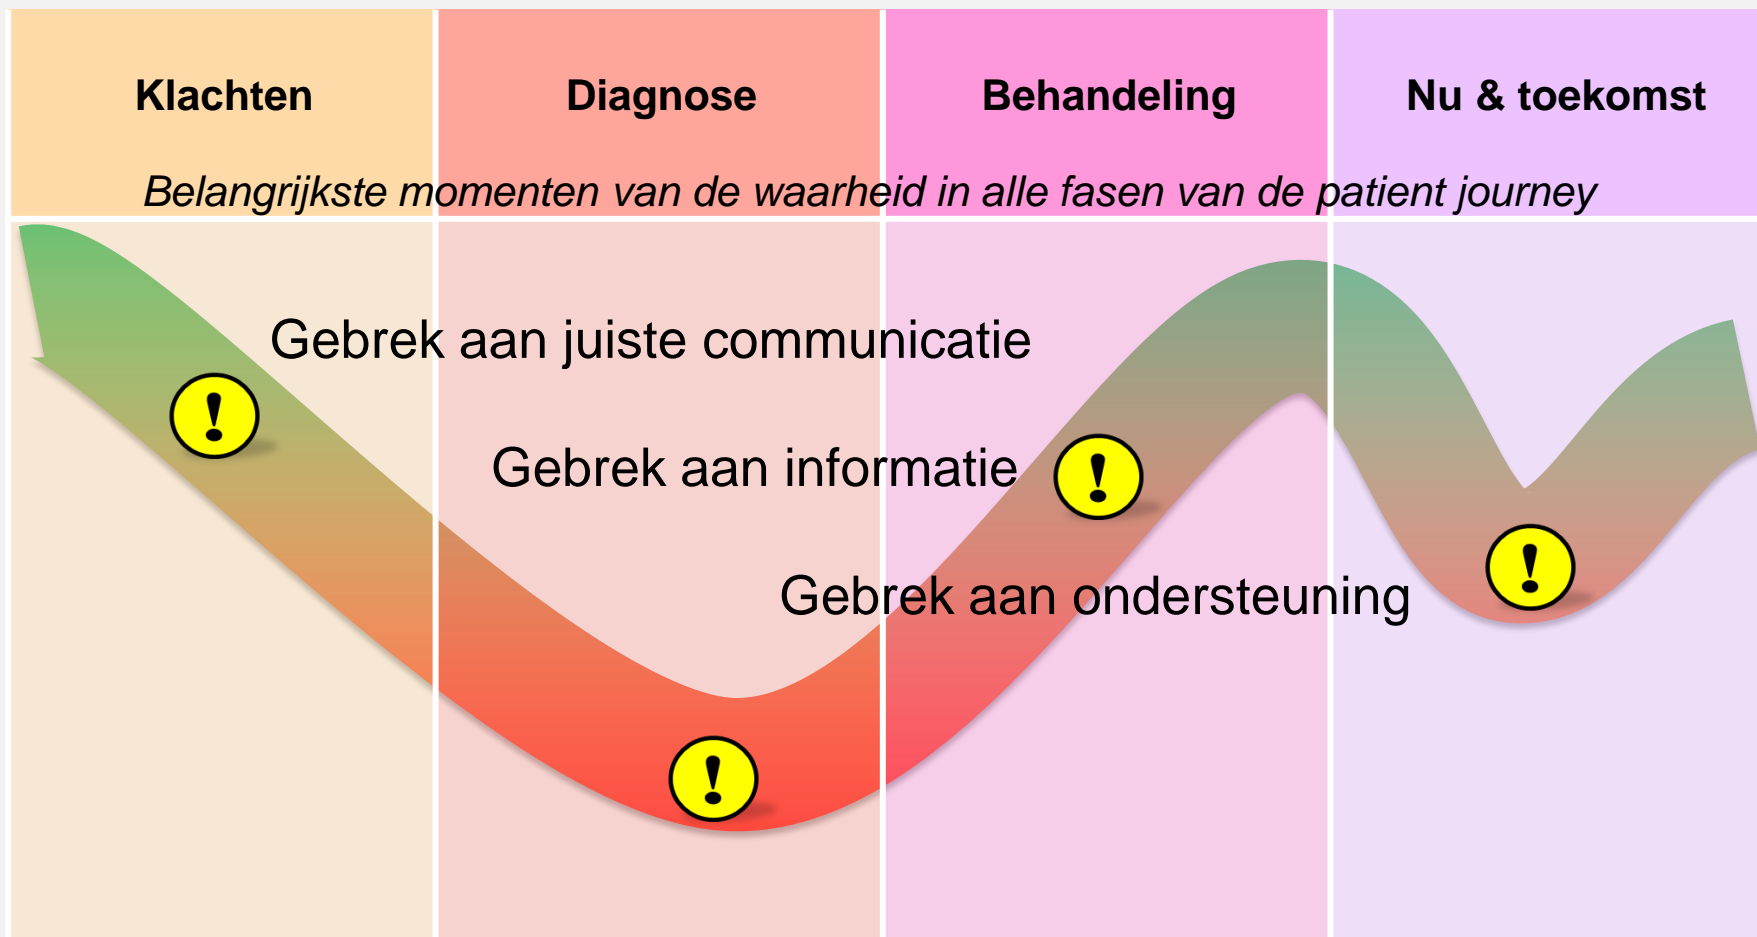 Klachten
Diagnose
Behandeling
Nu & toekomst
Belangrijkste momenten van de waarheid in alle fasen van de patient journey
Gebrek aan juiste communicatie
!
Gebrek aan informatie
!
!
Gebrek aan ondersteuning
!